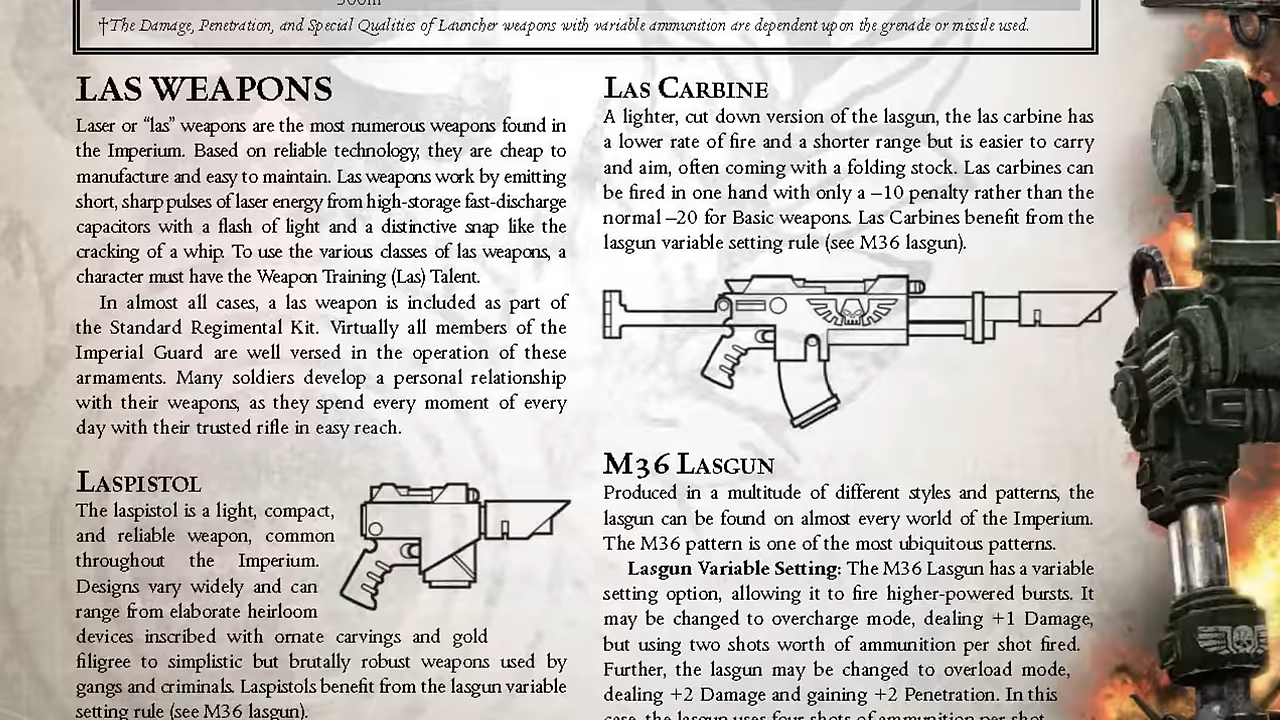 †The Damage, Penetration, and Special Qualities of Launcher weapons with variable ammunition are dependent upon the grenade or missile used.
LAS WEAPONS
Laser or “las” weapons are the most numerous weapons found in
the Imperium. Based on reliable technology, they are cheap to
manufacture and easy to maintain. Las weapons work by emitting
short, sharp pulses of laser energy from high-storage fast-discharge
capacitors with a flash of light and a distinctive snap like the
cracking of a whip. To use the various classes of las weapons, a
character must have the Weapon Training (Las) Talent.
In almost all cases, a las weapon is included as part of
the Standard Regimental Kit. Virtually all members of the
Imperial Guard are well versed in the operation of these
armaments. Many soldiers develop a personal relationship
with their weapons, as they spend every moment of every
day with their trusted rifle in easy reach.
LASPISTOL
The laspistol is a light, compact,
and reliable weapon, common
throughout the Imperium.
Designs vary widely and can
range from elaborate heirloom
devices inscribed with ornate carvings and gold
filigree to simplistic but brutally robust weapons used by
gangs and criminals. Laspistols benefit from the lasgun variable
setting rule (see M36 lasgun).
LAS CARBINE
A lighter, cut down version of the lasgun, the las carbine has
a lower rate of fire and a shorter range but is easier to carry
and aim, often coming with a folding stock. Las carbines can
be fired in one hand with only a –10 penalty rather than the
normal –20 for Basic weapons. Las Carbines benefit from the
lasgun variable setting rule (see M36 lasgun).
M36 LASGUN
Produced in a multitude of different styles and patterns, the
lasgun can be found on almost every world of the Imperium.
The M36 pattern is one of the most ubiquitous patterns.
Lasgun Variable Setting: The M36 Lasgun has a variable
setting option, allowing it to fire higher-powered bursts. It
may be changed to overcharge mode, dealing +1 Damage,
but using two shots worth of ammunition per shot fired.
Further, the lasgun may be changed to overload mode,
dealing +2 Damage and gaining +2 Penetration. In this
case, the lasgun uses four shots of ammunition per shot